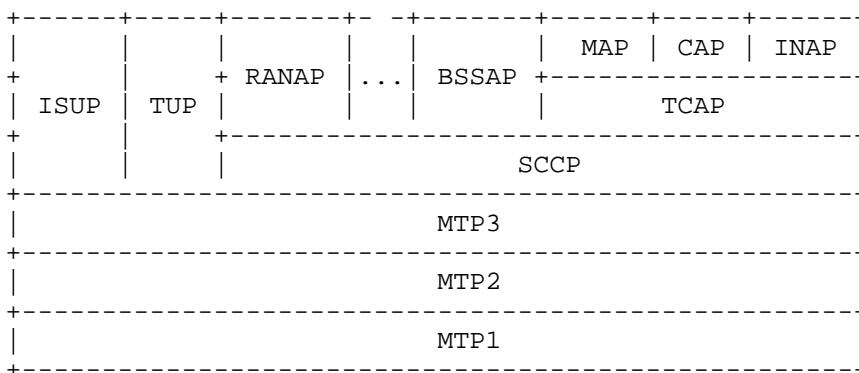 MAP CAP INAP
RANAP ... BSSAP
ISUP TUP TCAP
SCCP
MTP3
MTP2
MTP1